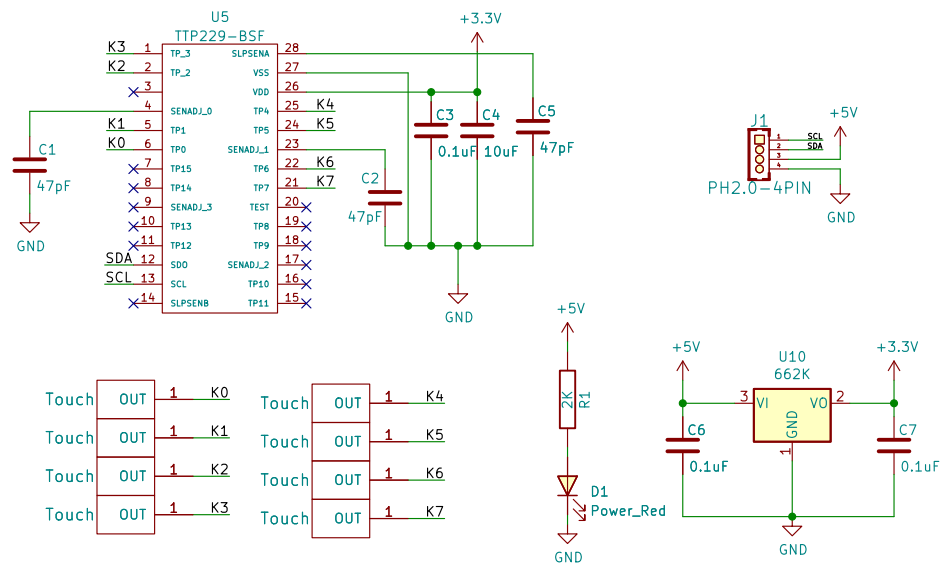 U5
TTP229-BSF
K3 1 TP_3 SLPSENA 28
K2 2 TP_2 VSS 27
3 VDD 26
4 SENADJ_0 TP4 25 K4
K1 5 TP1 TP5 24 K5
K0 6 TP0 SENADJ_1 23
7 TP15 TP6 22 K6
8 TP14 TP7 21 K7
9 SENADJ_3 TEST 20
10 TP13 TP8 19
11 TP12 TP9 18
SDA 12 SDO SENADJ_2 17
SCL 13 SCL TP10 16
14 SLPSENB TP11 15
C1
47pF
GND
C2
47pF
+3.3V
C3
0.1uF
C4
10uF
C5
47pF
GND
J1
1 SCL
2 SDA
3
4
PH2.0-4PIN
+5V
GND
Touch OUT 1 K0
Touch OUT 1 K1
Touch OUT 1 K2
Touch OUT 1 K3
Touch OUT 1 K4
Touch OUT 1 K5
Touch OUT 1 K6
Touch OUT 1 K7
+5V
2K
R1
D1
Power_Red
GND
+5V
U10
662K
+3.3V
3 VI VO 2
GND
1
C6
0.1uF
C7
0.1uF
GND